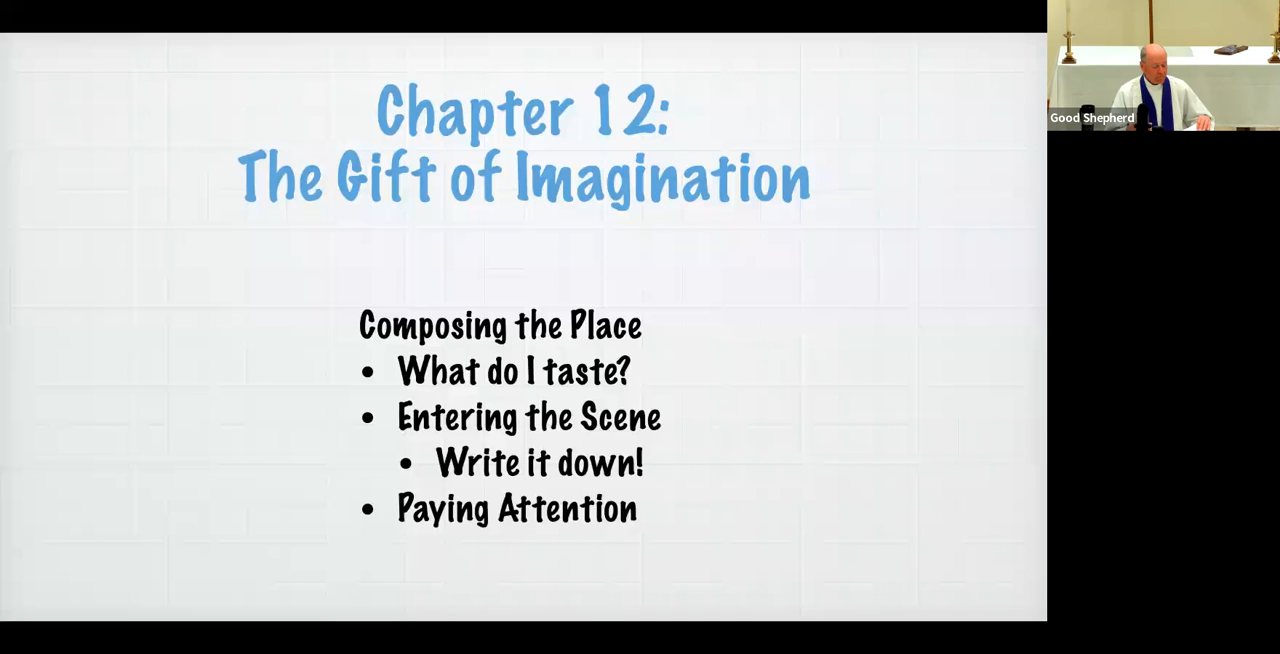 Chapter 12:
The Gift of Imagination
Composing the Place
• What do I taste?
• Entering the Scene
• Write it down!
• Paying Attention
Good Shepherd